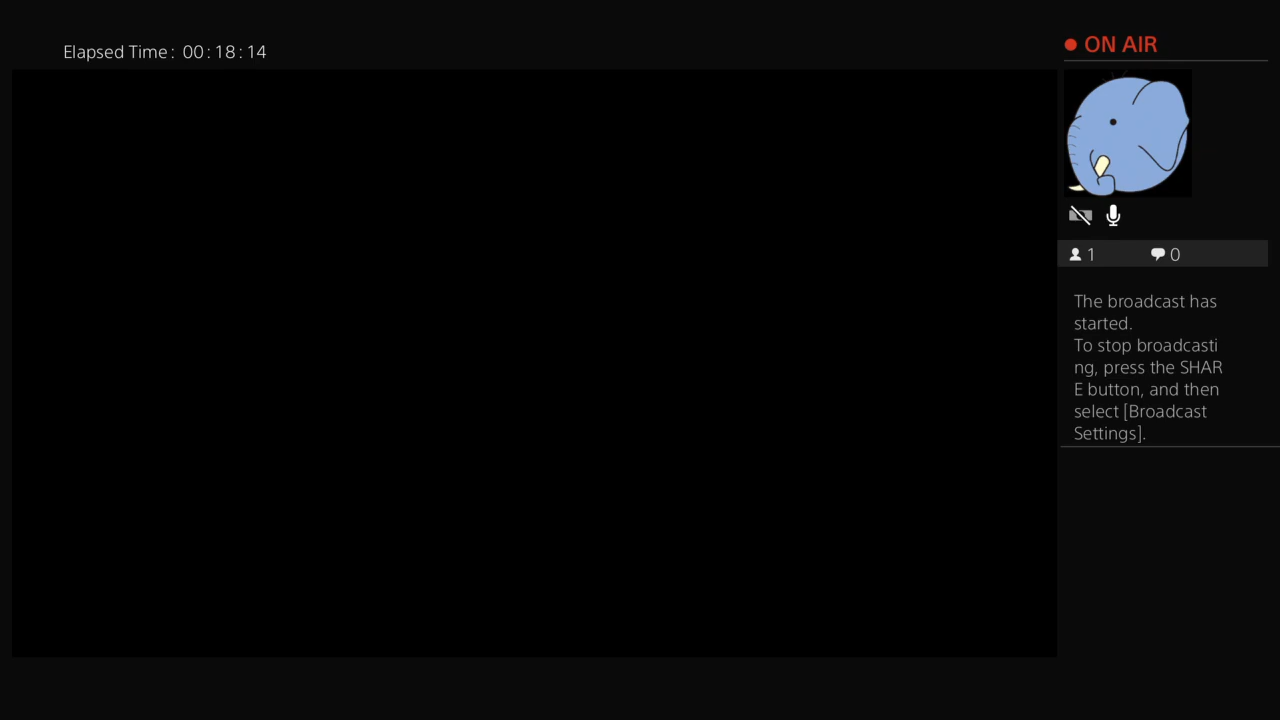 Elapsed Time: 00:18:14
ON AIR
1 0
The broadcast has
started.
To stop broadcasti
ng, press the SHAR
E button, and then
select [Broadcast
Settings].